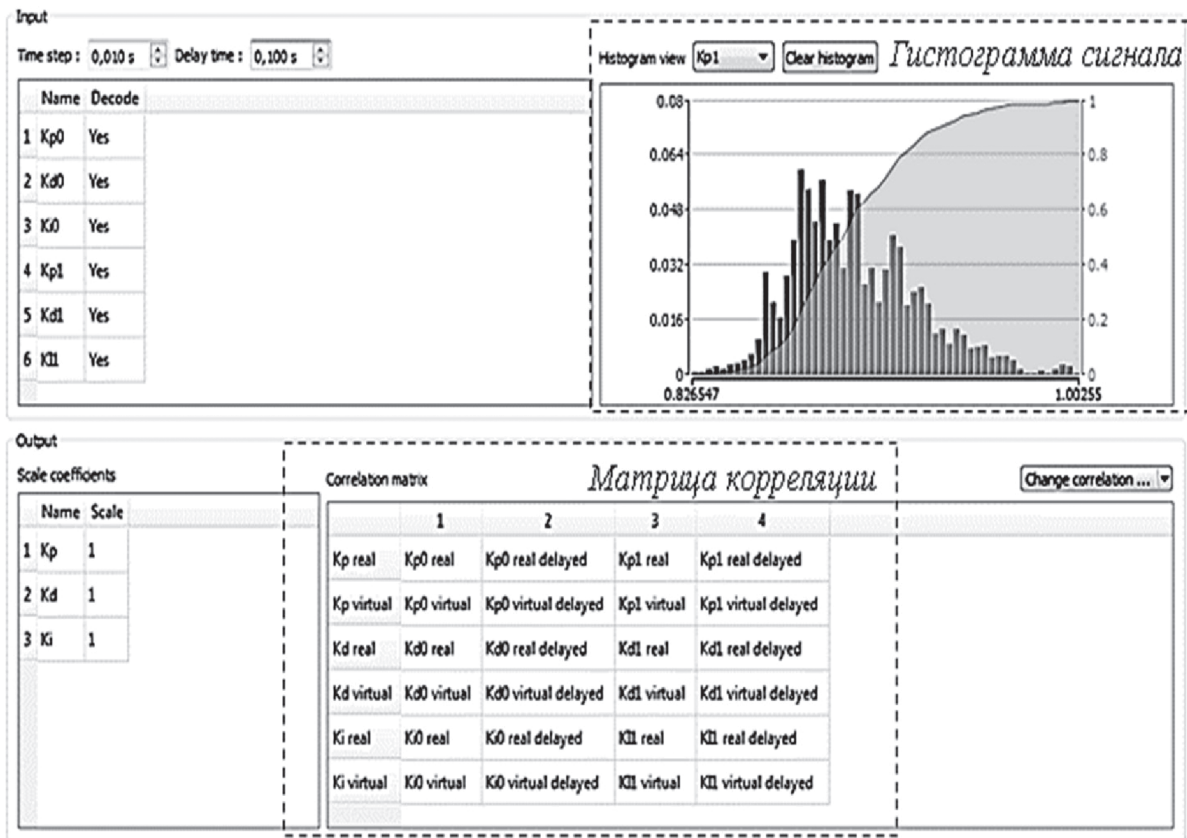 Input
Time step : 0,010 s Delay time : 0,100 s
Histogram view Kp1 Clear histogram Гистограмма сигнала
Name Decode
1 Kp0 Yes
2 Kd0 Yes
3 Ki0 Yes
4 Kp1 Yes
5 Kd1 Yes
6 KI1 Yes
0.08 1
0.064 0.8
0.048 0.6
0.032 0.4
0.016 0.2
0 0
0.826547 1.00255
Output
Scale coefficients
Name Scale
1 Kp 1
2 Kd 1
3 Ki 1
Correlation matrix Матрица корреляции Change correlation ...
1 2 3 4
Kp real Kp0 real Kp0 real delayed Kp1 real Kp1 real delayed
Kp virtual Kp0 virtual Kp0 virtual delayed Kp1 virtual Kp1 virtual delayed
Kd real Kd0 real Kd0 real delayed Kd1 real Kd1 real delayed
Kd virtual Kd0 virtual Kd0 virtual delayed Kd1 virtual Kd1 virtual delayed
Ki real Ki0 real Ki0 real delayed KI1 real KI1 real delayed
Ki virtual Ki0 virtual Ki0 virtual delayed KI1 virtual KI1 virtual delayed